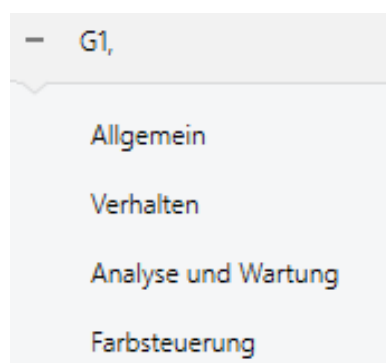 G1,
Allgemein
Verhalten
Analyse und Wartung
Farbsteuerung